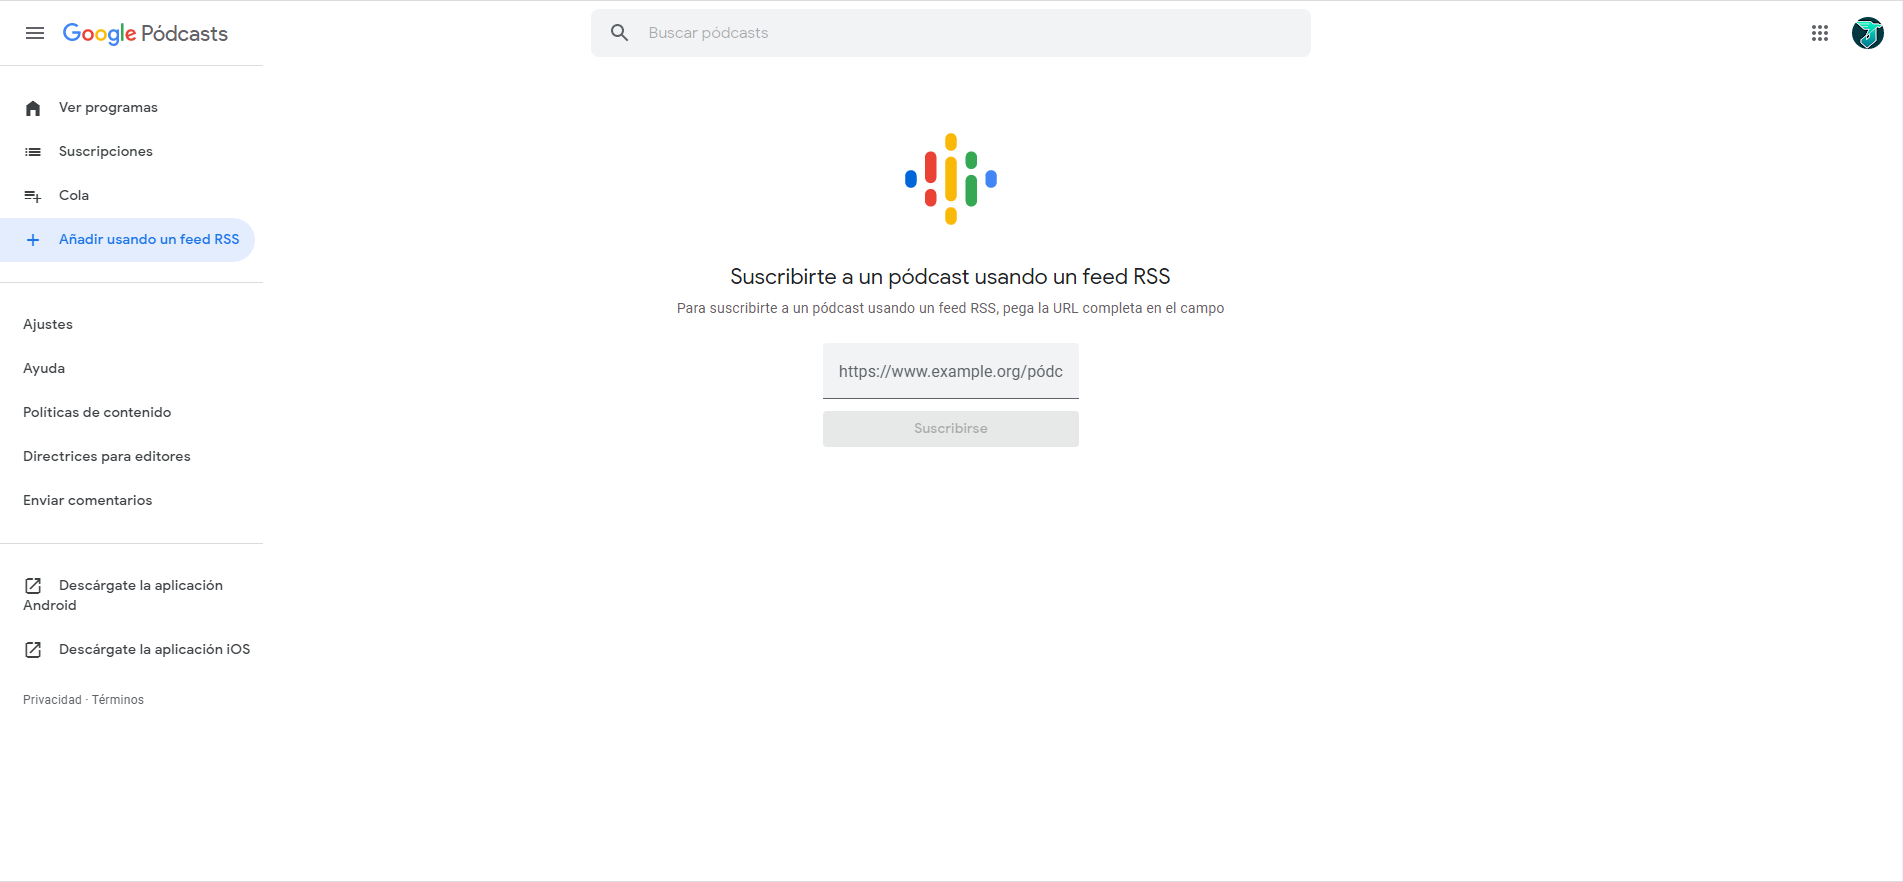 Google Pódcasts
Buscar pódcasts
Ver programas
Suscripciones
Cola
Añadir usando un feed RSS
Ajustes
Ayuda
Políticas de contenido
Directrices para editores
Enviar comentarios
Descárgate la aplicación
Android
Descárgate la aplicación iOS
Privacidad · Términos
Suscribirte a un pódcast usando un feed RSS
Para suscribirte a un pódcast usando un feed RSS, pega la URL completa en el campo
https://www.example.org/pódc
Suscribirse